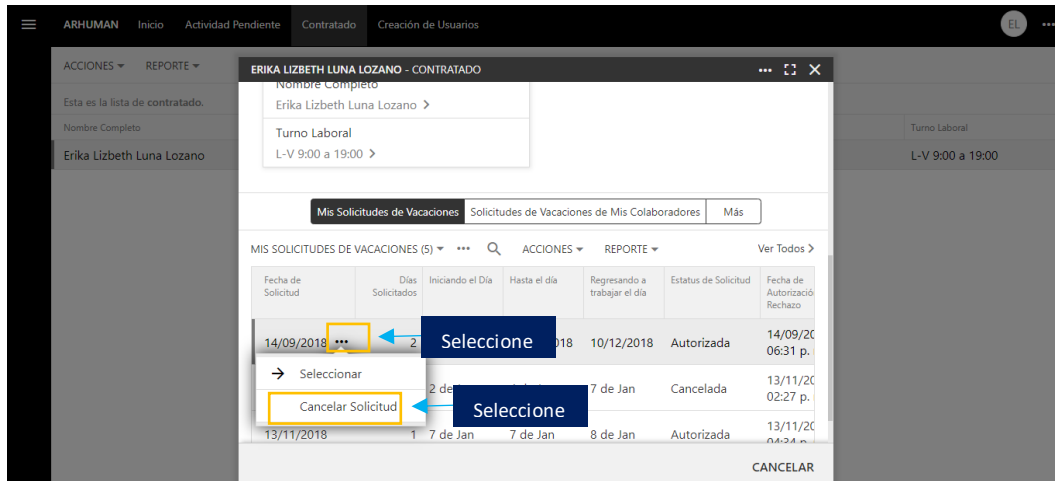 ARHUMAN Inicio Actividad Pendiente Contratado Creación de Usuarios EL
ACCIONES REPORTE
Esta es la lista de contratado.
Nombre Completo Turno Laboral
Erika Lizbeth Luna Lozano L-V 9:00 a 19:00
ERIKA LIZBETH LUNA LOZANO - CONTRATADO
Nombre Completo
Erika Lizbeth Luna Lozano
Turno Laboral
L-V 9:00 a 19:00
Mis Solicitudes de Vacaciones Solicitudes de Vacaciones de Mis Colaboradores Más
MIS SOLICITUDES DE VACACIONES (5) ACCIONES REPORTE Ver Todos
Fecha de Solicitud Días Solicitados Iniciando el Día Hasta el día Regresando a trabajar el día Estatus de Solicitud Fecha de Autorizació Rechazo
14/09/2018 2 Seleccione 018 10/12/2018 Autorizada 14/09/20 06:31 p.
Seleccionar
2 de 7 de Jan Cancelada 13/11/20 02:27 p.
Cancelar Solicitud Seleccione
13/11/2018 1 7 de Jan 7 de Jan 8 de Jan Autorizada 13/11/20 04:34 p.
CANCELAR